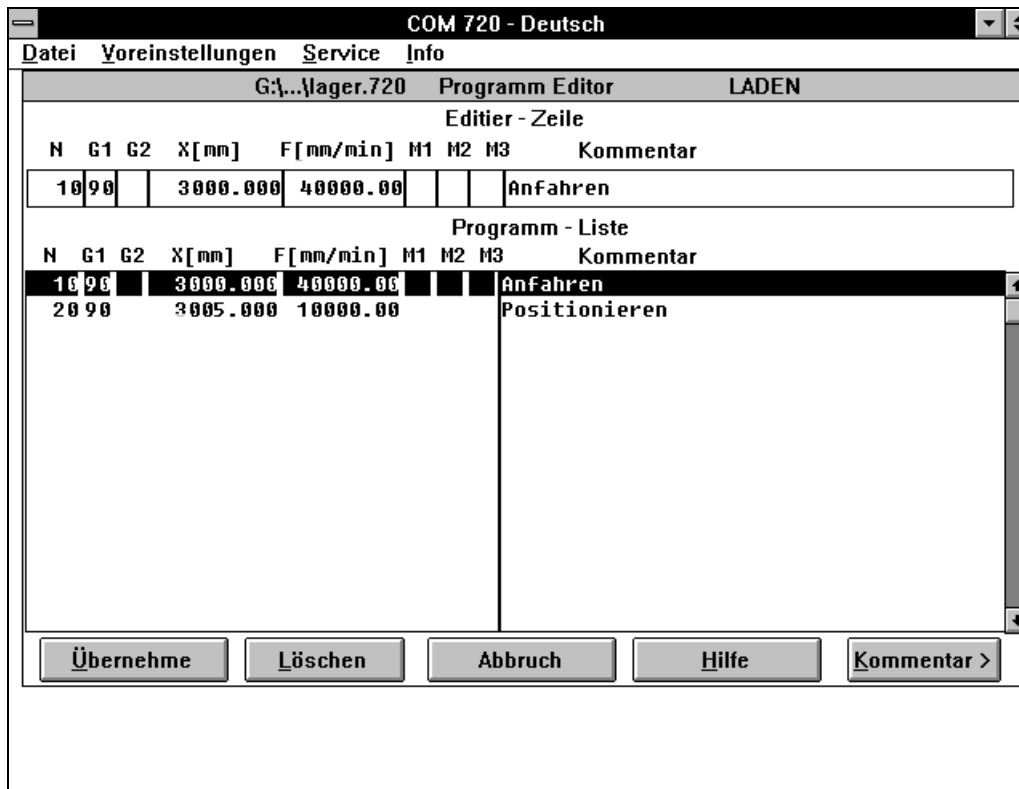 COM 720 - Deutsch
Datei Voreinstellungen Service Info
G:\...\lager.720 Programm Editor LADEN
Editier - Zeile
N G1 G2 X[mm] F[mm/min] M1 M2 M3 Kommentar
10 90 3000.000 40000.00 Anfahren
Programm - Liste
N G1 G2 X[mm] F[mm/min] M1 M2 M3 Kommentar
10 90 3000.000 40000.00 Anfahren
20 90 3005.000 10000.00 Positionieren
Übernehme Löschen Abbruch Hilfe Kommentar >